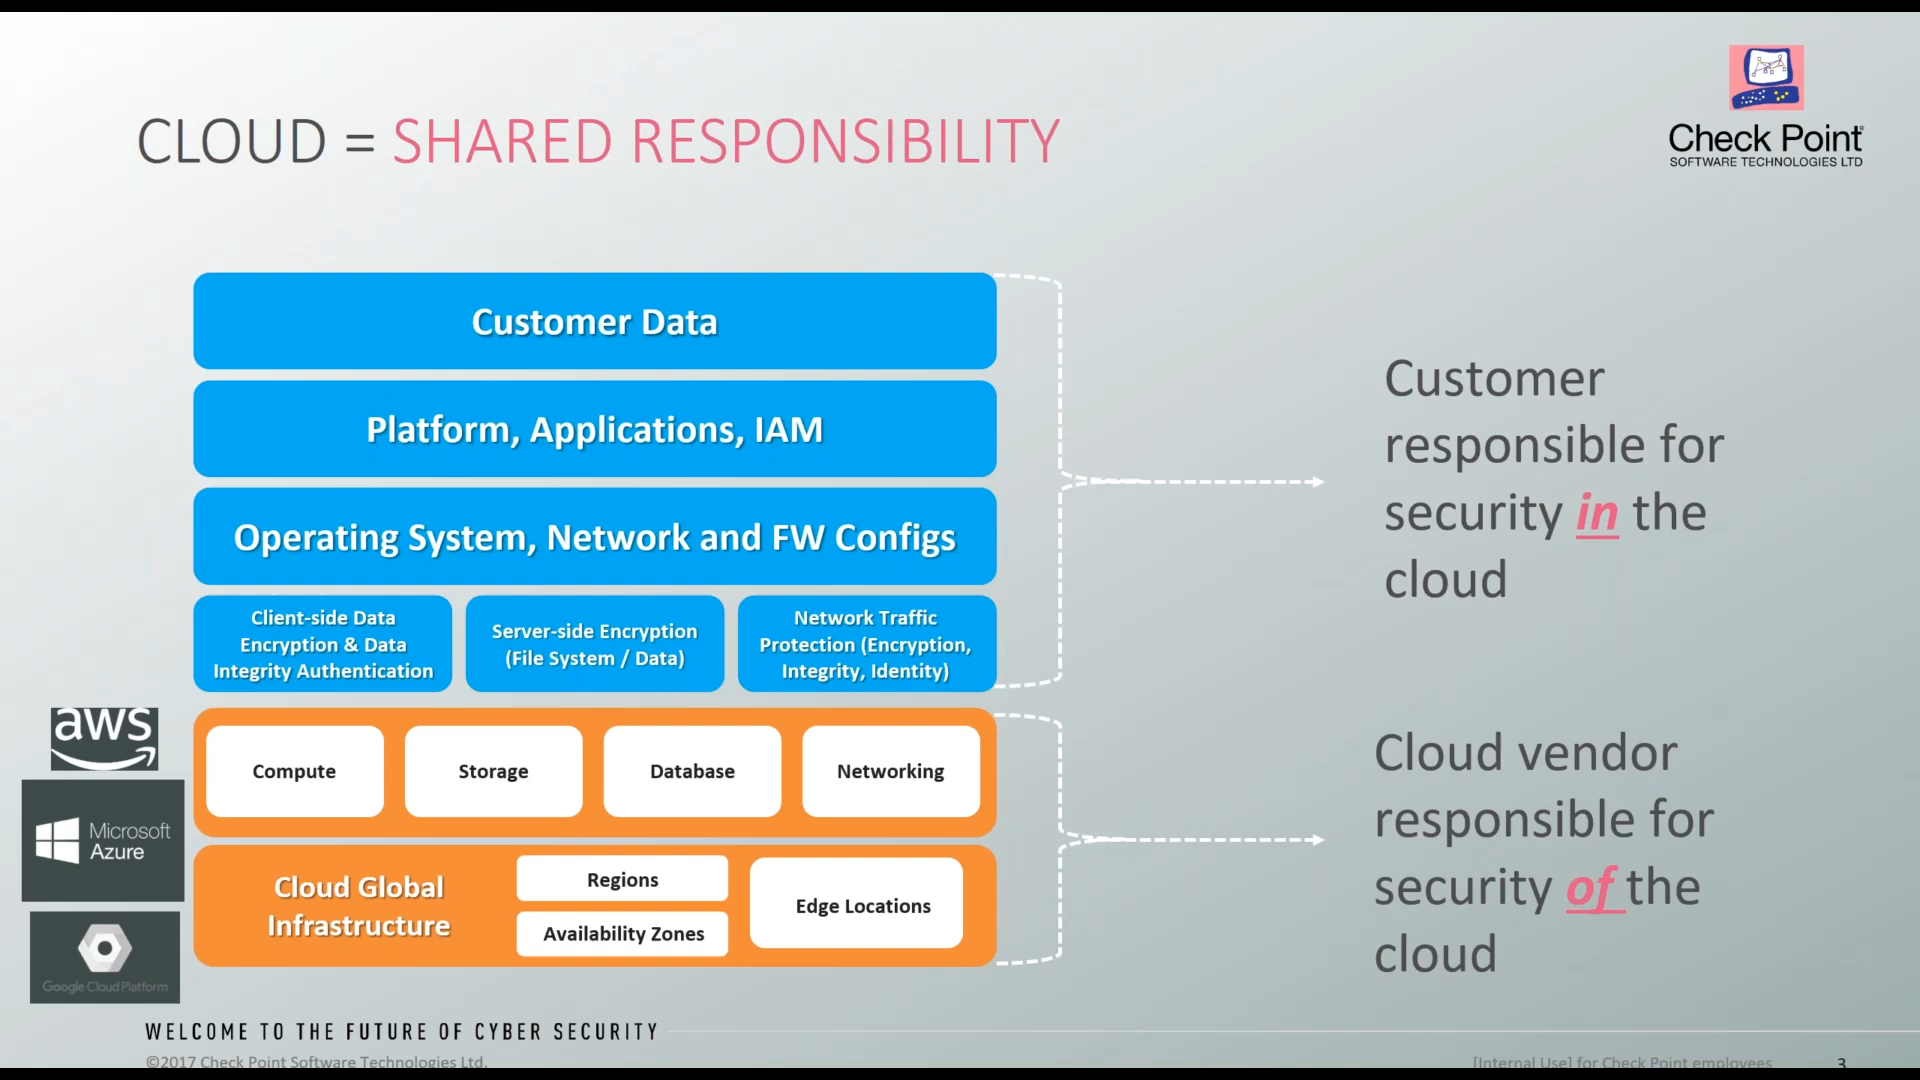 CLOUD = SHARED RESPONSIBILITY
Check Point
SOFTWARE TECHNOLOGIES LTD
Customer Data
Platform, Applications, IAM
Operating System, Network and FW Configs
Client-side Data
Encryption & Data
Integrity Authentication
Server-side Encryption
(File System / Data)
Network Traffic
Protection (Encryption,
Integrity, Identity)
Customer
responsible for
security in the
cloud
aws
Microsoft
Azure
Google Cloud Platform
Compute
Storage
Database
Networking
Cloud Global
Infrastructure
Regions
Availability Zones
Edge Locations
Cloud vendor
responsible for
security of the
cloud
WELCOME TO THE FUTURE OF CYBER SECURITY
©2017 Check Point Software Technologies Ltd.
[Internal Use] for Check Point employees
3